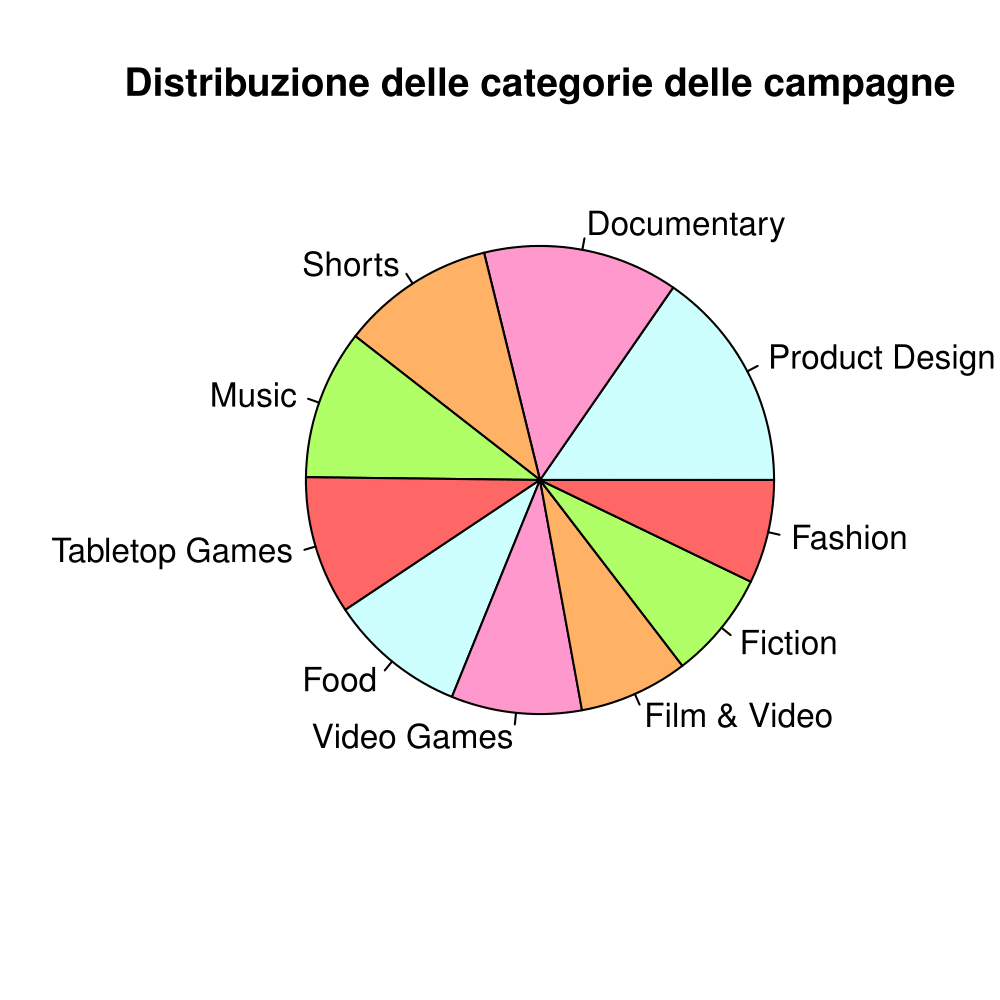 Distribuzione delle categorie delle campagne
Documentary
Shorts
Product Design
Music
Tabletop Games
Fashion
Fiction
Food
Film & Video
Video Games